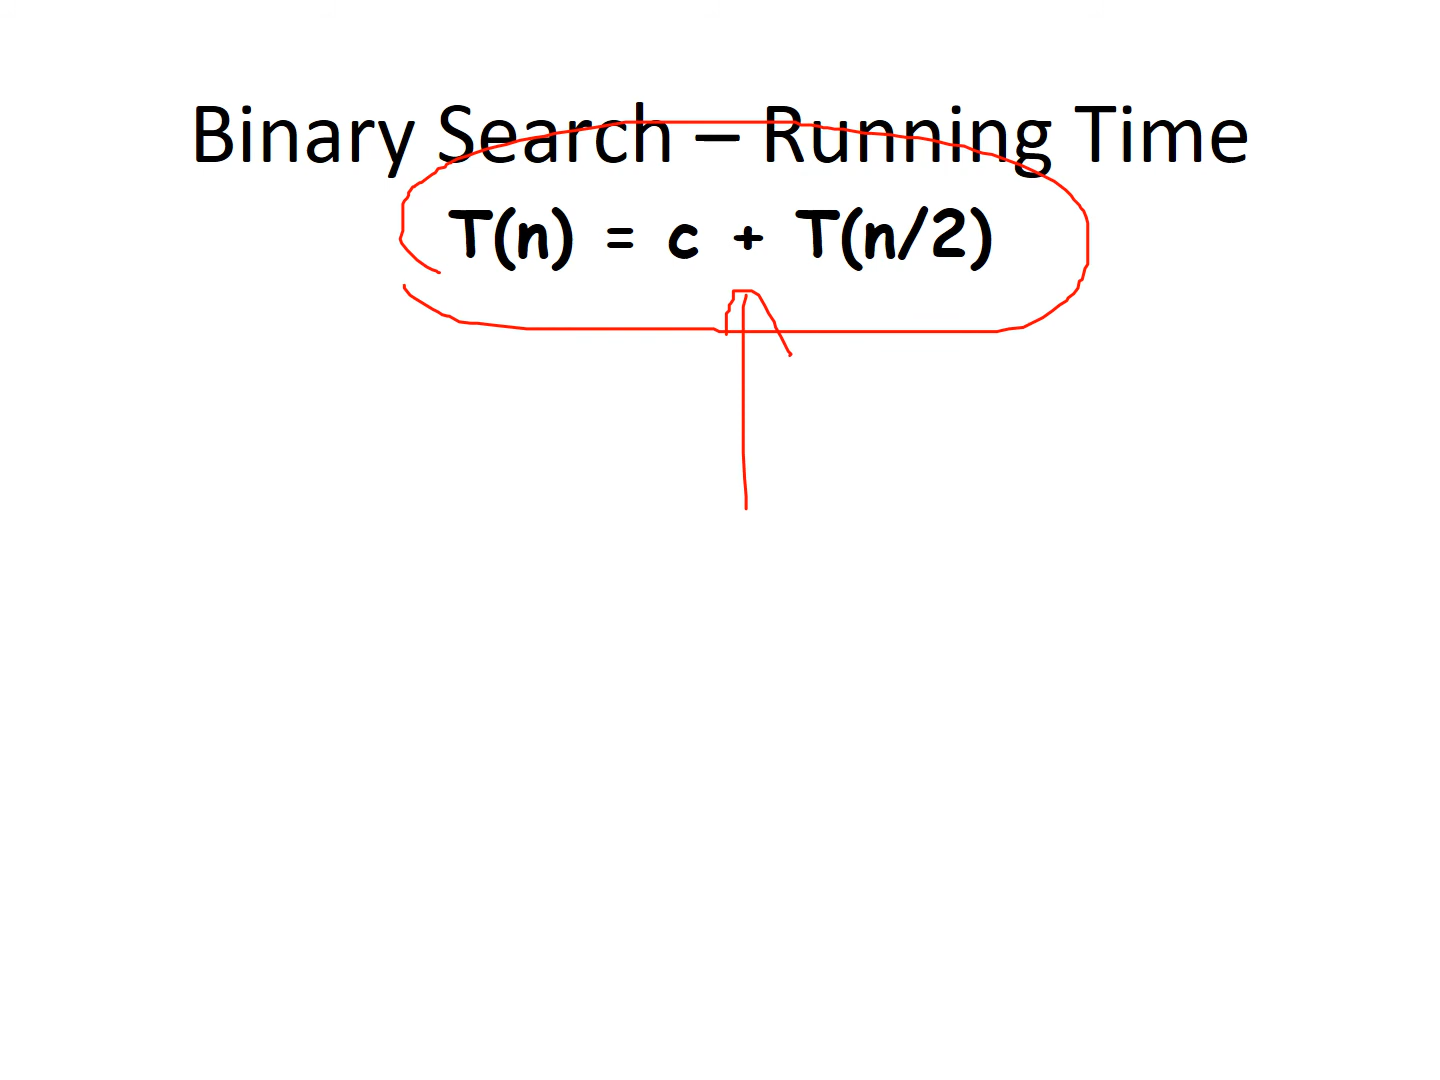 Binary Search – Running Time
T(n) = c + T(n/2)